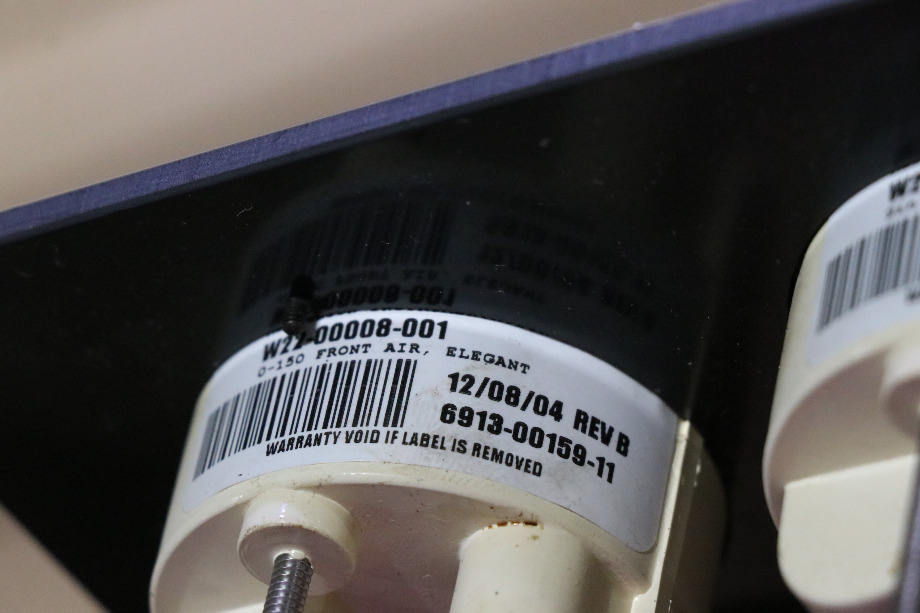 W22-00008-001
0-150 FRONT AIR, ELEGANT
12/08/04 REV B
6913-00159-11
WARRANTY VOID IF LABEL IS REMOVED